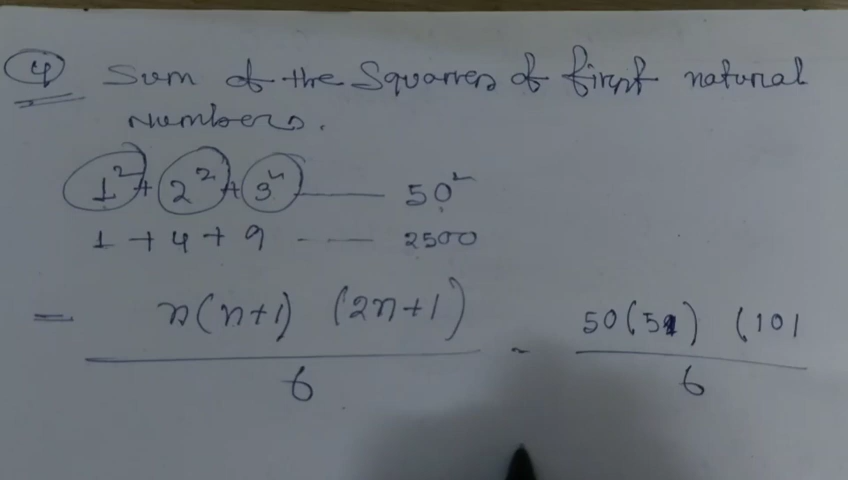 4 Sum of the Squares of first natural
Numbers.
1² + 2² + 3² —— 50²
1 + 4 + 9 —— 2500
= n(n+1) (2n+1) / 6 - 50(51) (101 / 6